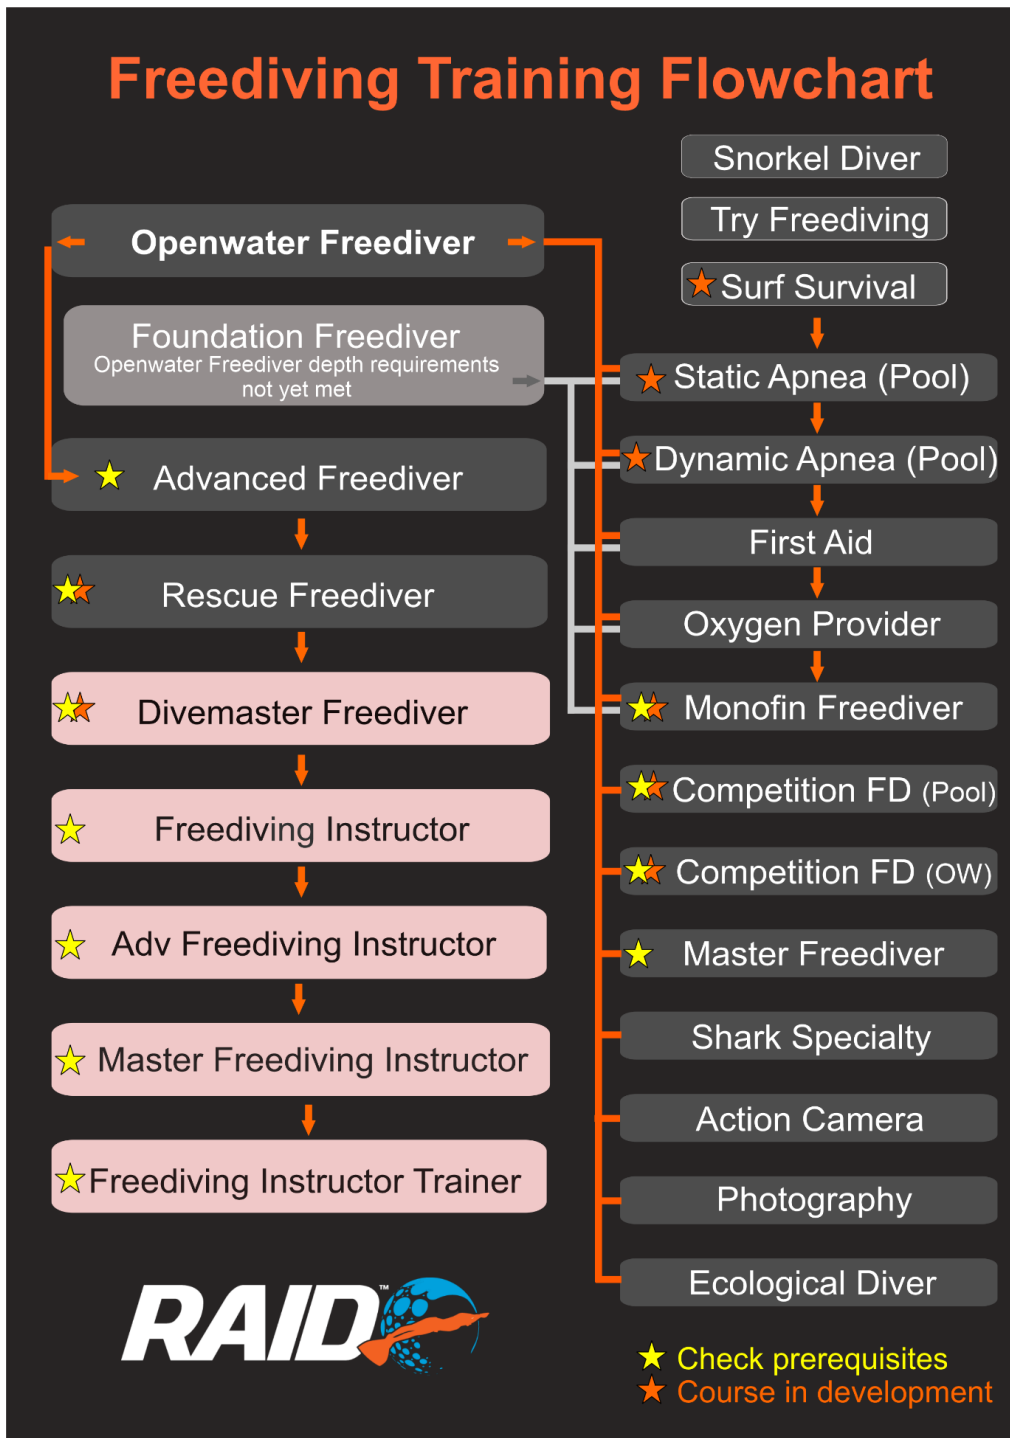 Freediving Training Flowchart
Snorkel Diver
Try Freediving
Surf Survival
Openwater Freediver
Foundation Freediver
Openwater Freediver depth requirements
not yet met
Advanced Freediver
Rescue Freediver
Divemaster Freediver
Freediving Instructor
Adv Freediving Instructor
Master Freediving Instructor
Freediving Instructor Trainer
Static Apnea (Pool)
Dynamic Apnea (Pool)
First Aid
Oxygen Provider
Monofin Freediver
Competition FD (Pool)
Competition FD (OW)
Master Freediver
Shark Specialty
Action Camera
Photography
Ecological Diver
RAID™
Check prerequisites
Course in development